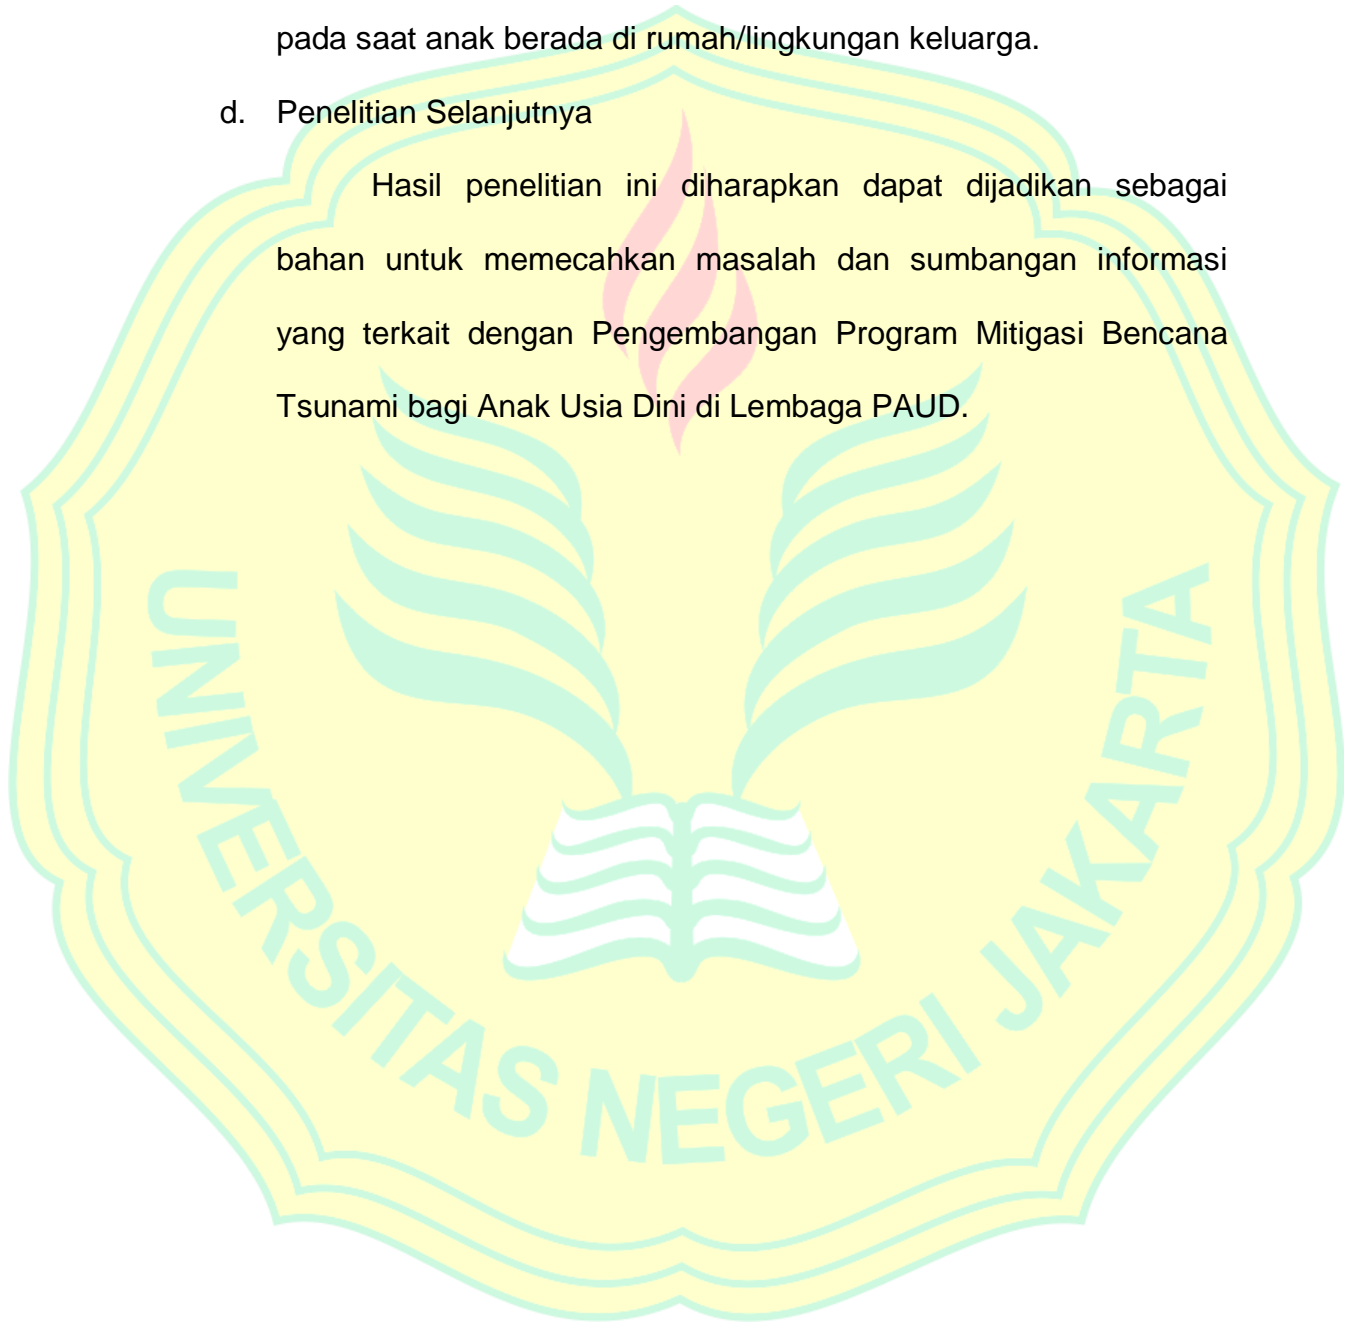 pada saat anak berada di rumah/lingkungan keluarga.
d. Penelitian Selanjutnya
Hasil penelitian ini diharapkan dapat dijadikan sebagai
bahan untuk memecahkan masalah dan sumbangan informasi
yang terkait dengan Pengembangan Program Mitigasi Bencana
Tsunami bagi Anak Usia Dini di Lembaga PAUD.
UNIVERSITAS NEGERI JAKARTA